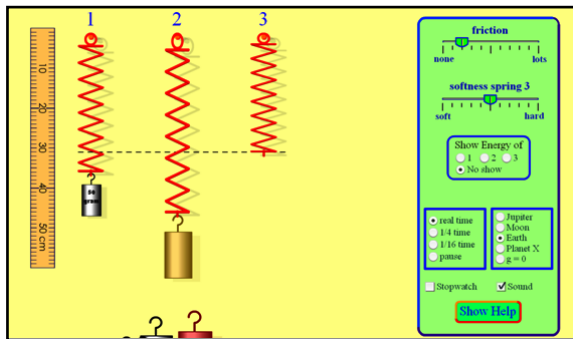 1 2 3
10
20
30
40
50 cm
50
gram
friction
none lots
softness spring 3
soft hard
Show Energy of
1 2 3
No show
real time
1/4 time
1/16 time
pause
Jupiter
Moon
Earth
Planet X
g = 0
Stopwatch Sound
Show Help